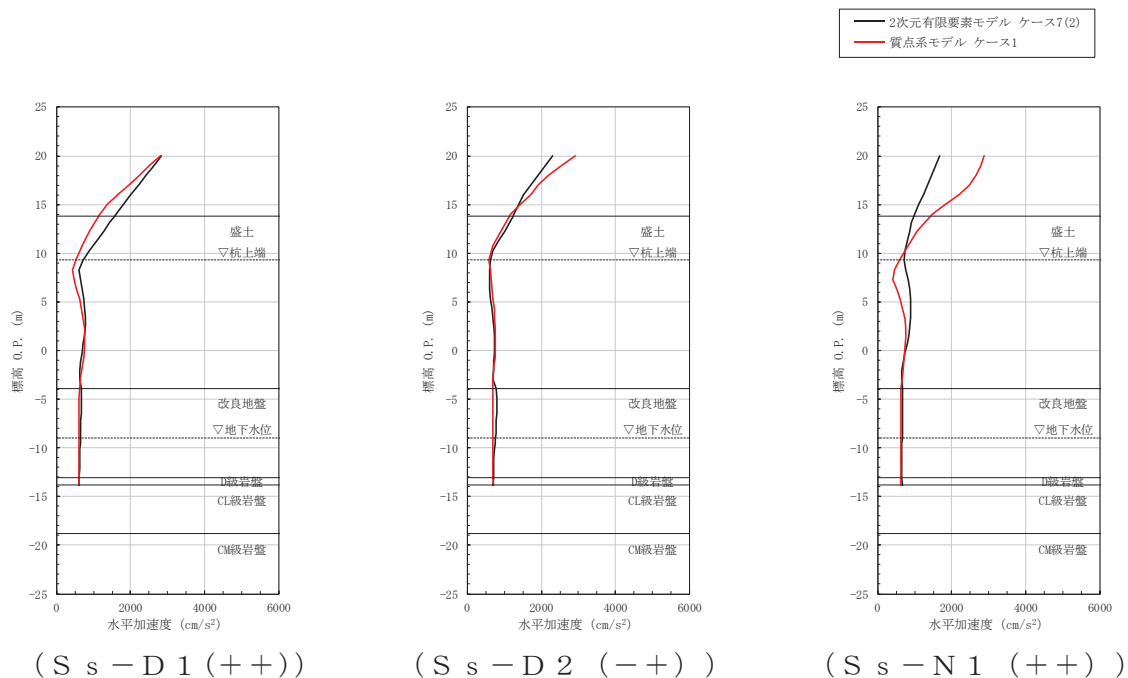 2次元有限要素モデル ケース7(2)
質点系モデル ケース1
標高 O.P. (m)
25
20
15
10
5
0
-5
-10
-15
-20
-25
盛土
▽杭上端
改良地盤
▽地下水位
D級岩盤
CL級岩盤
CM級岩盤
0 2000 4000 6000
水平加速度 (cm/s²)
(Ss-D1(++))
標高 O.P. (m)
25
20
15
10
5
0
-5
-10
-15
-20
-25
盛土
▽杭上端
改良地盤
▽地下水位
D級岩盤
CL級岩盤
CM級岩盤
0 2000 4000 6000
水平加速度 (cm/s²)
(Ss-D2 (-+) )
標高 O.P. (m)
25
20
15
10
5
0
-5
-10
-15
-20
-25
盛土
▽杭上端
改良地盤
▽地下水位
D級岩盤
CL級岩盤
CM級岩盤
0 2000 4000 6000
水平加速度 (cm/s²)
(Ss-N1 (++) )